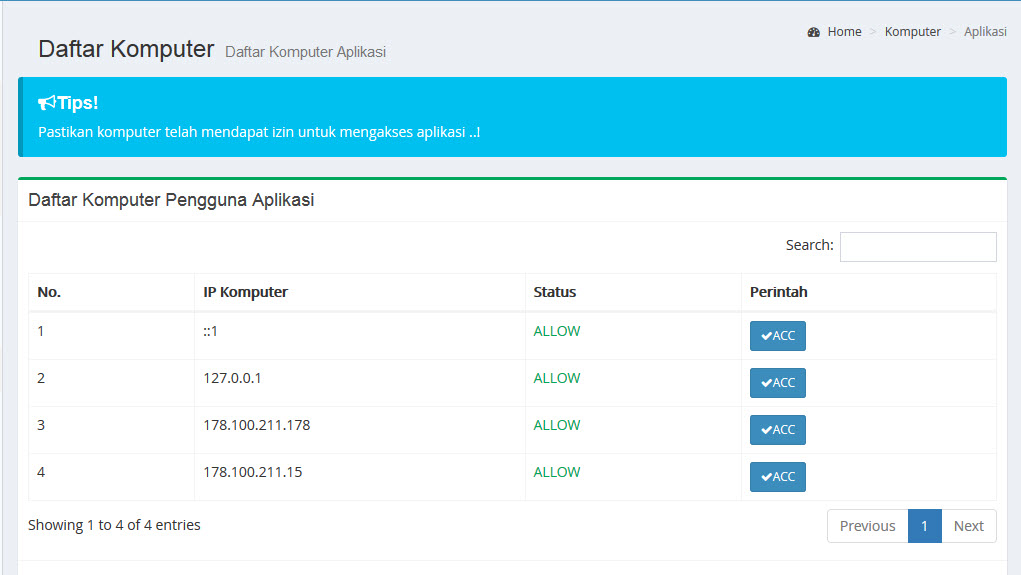 Home > Komputer > Aplikasi
Daftar Komputer Daftar Komputer Aplikasi
Tips!
Pastikan komputer telah mendapat izin untuk mengakses aplikasi ..!
Daftar Komputer Pengguna Aplikasi
Search:
No. IP Komputer Status Perintah
1 ::1 ALLOW ACC
2 127.0.0.1 ALLOW ACC
3 178.100.211.178 ALLOW ACC
4 178.100.211.15 ALLOW ACC
Showing 1 to 4 of 4 entries Previous 1 Next